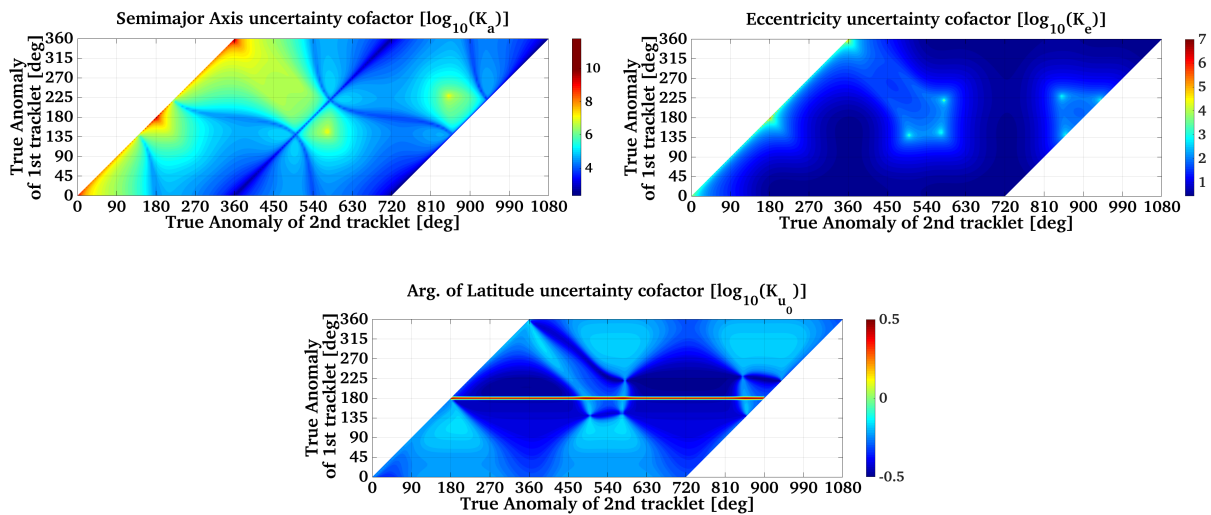 Semimajor Axis uncertainty cofactor [log10(Ka)]
True Anomaly
of 1st tracklet [deg]
360
315
270
225
180
135
90
45
0
0 90 180 270 360 450 540 630 720 810 900 990 1080
True Anomaly of 2nd tracklet [deg]
10
8
6
4
Eccentricity uncertainty cofactor [log10(Ke)]
True Anomaly
of 1st tracklet [deg]
360
315
270
225
180
135
90
45
0
0 90 180 270 360 450 540 630 720 810 900 990 1080
True Anomaly of 2nd tracklet [deg]
7
6
5
4
3
2
1
Arg. of Latitude uncertainty cofactor [log10(Ku0)]
True Anomaly
of 1st tracklet [deg]
360
315
270
225
180
135
90
45
0
0 90 180 270 360 450 540 630 720 810 900 990 1080
True Anomaly of 2nd tracklet [deg]
0.5
0
-0.5